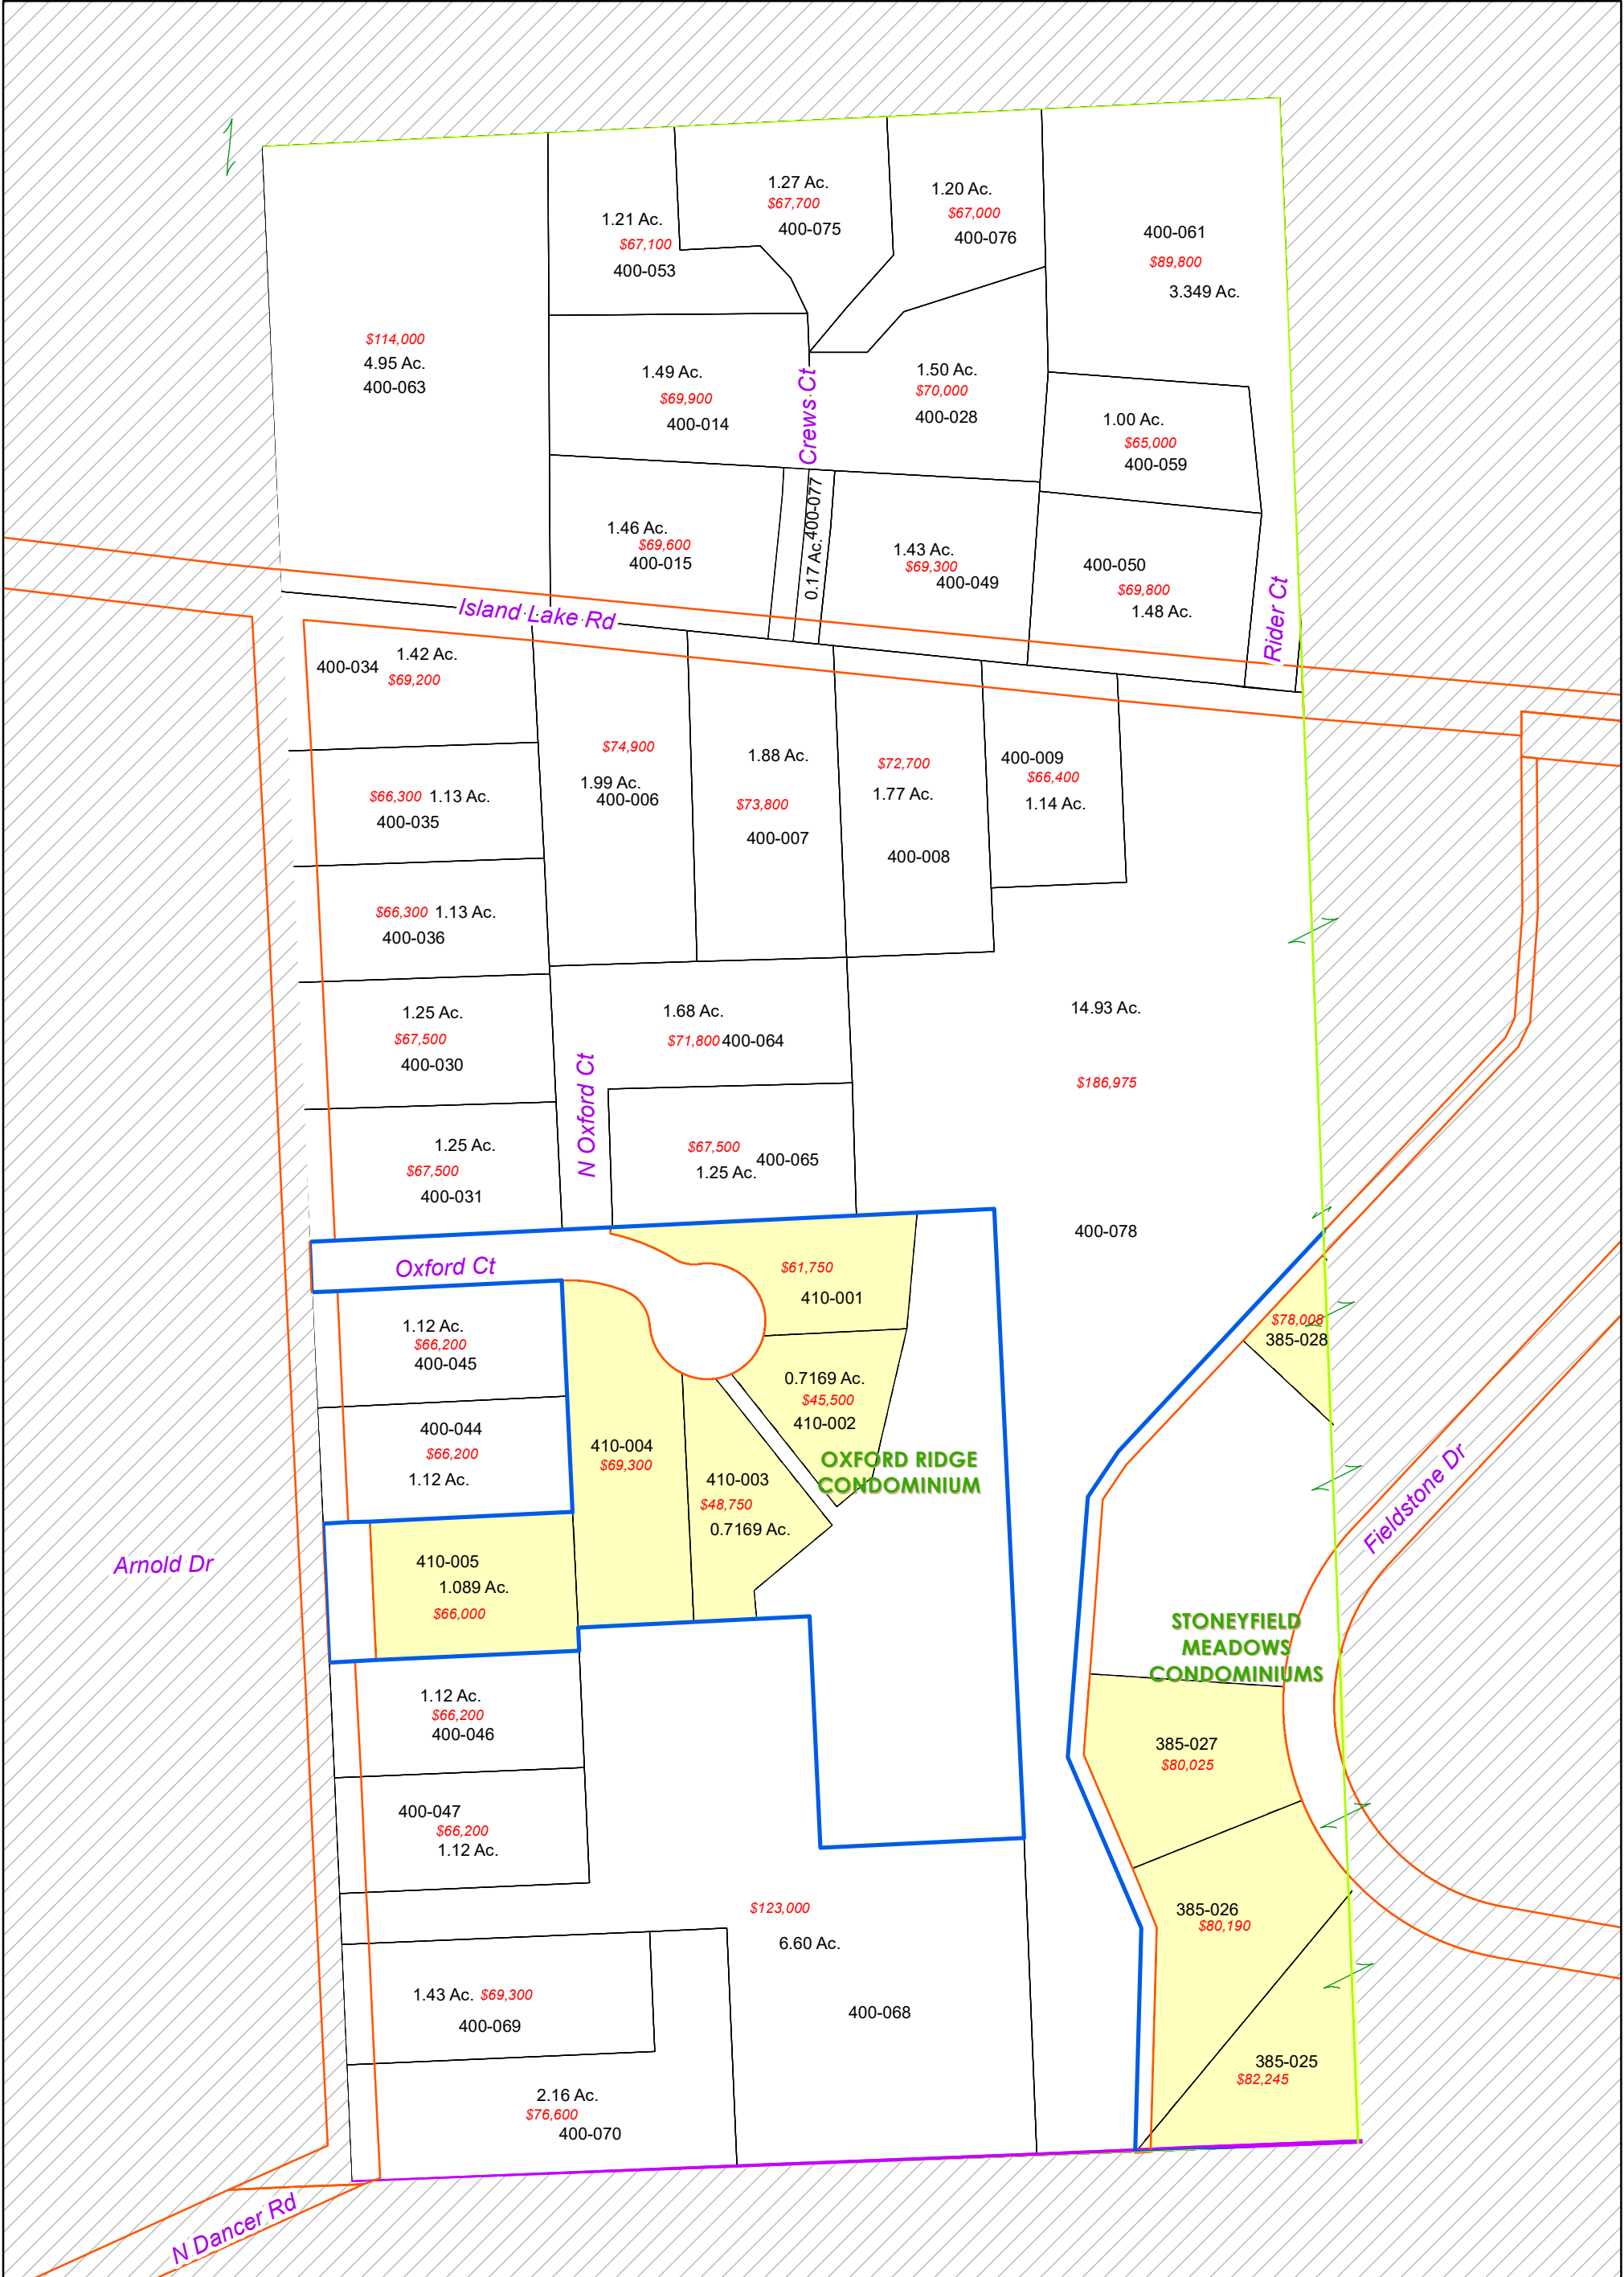 1.27 Ac.
$67,700
400-075
1.20 Ac.
$67,000
400-076
1.21 Ac.
$67,100
400-053
400-061
$89,800
3.349 Ac.
$114,000
4.95 Ac.
400-063
1.49 Ac.
$69,900
400-014
Crews Ct
1.50 Ac.
$70,000
400-028
1.00 Ac.
$65,000
400-059
1.46 Ac.
$69,600
400-015
0.17 Ac.
400-077
1.43 Ac.
$69,300
400-049
400-050
$69,800
1.48 Ac.
Rider Ct
Island Lake Rd
1.42 Ac.
400-034
$69,200
$74,900
1.99 Ac.
400-006
1.88 Ac.
$73,800
400-007
$72,700
1.77 Ac.
400-008
400-009
$66,400
1.14 Ac.
$66,300 1.13 Ac.
400-035
$66,300 1.13 Ac.
400-036
1.25 Ac.
$67,500
400-030
1.68 Ac.
$71,800 400-064
14.93 Ac.
$186,975
400-078
N Oxford Ct
1.25 Ac.
$67,500
400-031
$67,500
400-065
1.25 Ac.
Oxford Ct
$61,750
410-001
$78,008
385-028
1.12 Ac.
$66,200
400-045
0.7169 Ac.
$45,500
410-002
400-044
$66,200
1.12 Ac.
410-004
$69,300
410-003
$48,750
0.7169 Ac.
OXFORD RIDGE
CONDOMINIUM
Fieldstone Dr
Arnold Dr
410-005
1.089 Ac.
$66,000
STONEYFIELD
MEADOWS
CONDOMINIUMS
1.12 Ac.
$66,200
400-046
385-027
$80,025
400-047
$66,200
1.12 Ac.
$123,000
6.60 Ac.
400-068
385-026
$80,190
1.43 Ac. $69,300
400-069
385-025
$82,245
2.16 Ac.
$76,600
400-070
N Dancer Rd